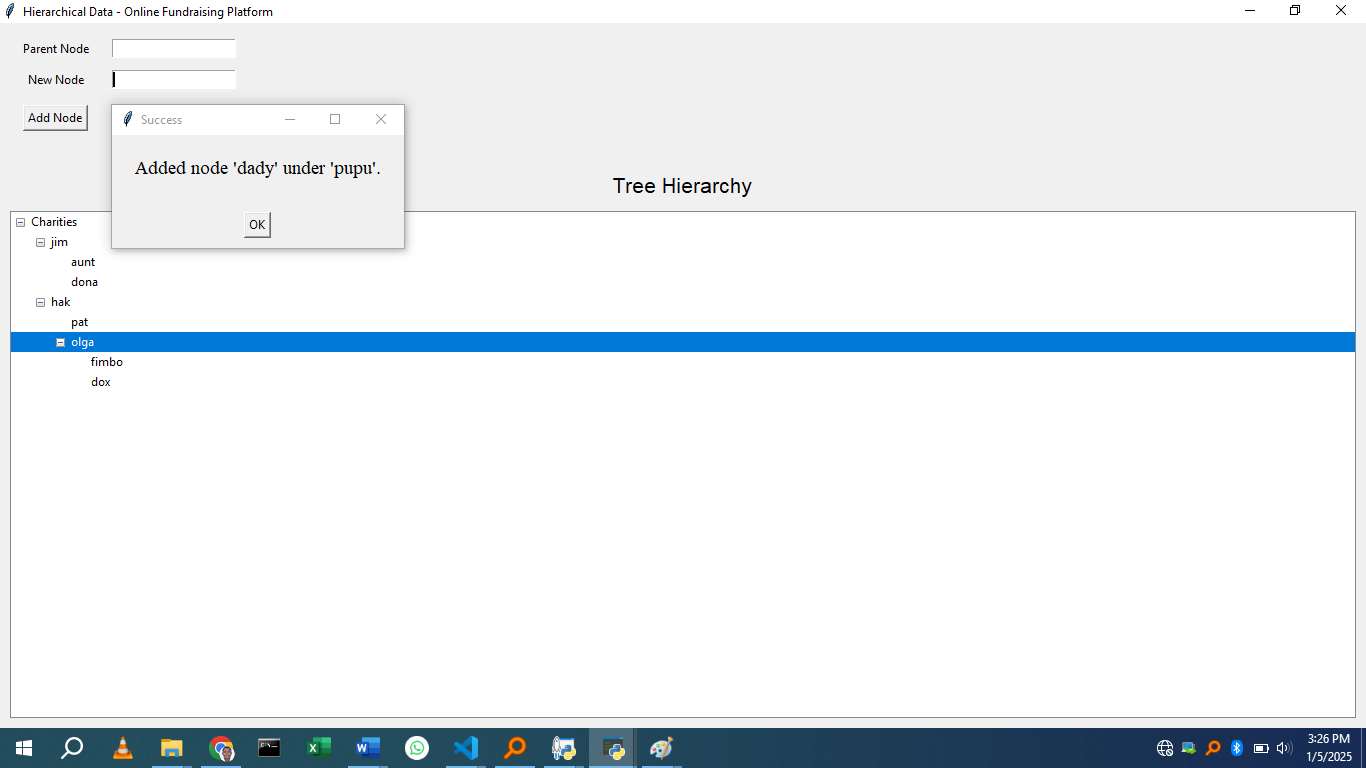 Hierarchical Data - Online Fundraising Platform
Parent Node
New Node
Add Node
Success
Added node 'dady' under 'pupu'.
OK
Tree Hierarchy
Charities
jim
aunt
dona
hak
pat
olga
fimbo
dox
3:26 PM
1/5/2025